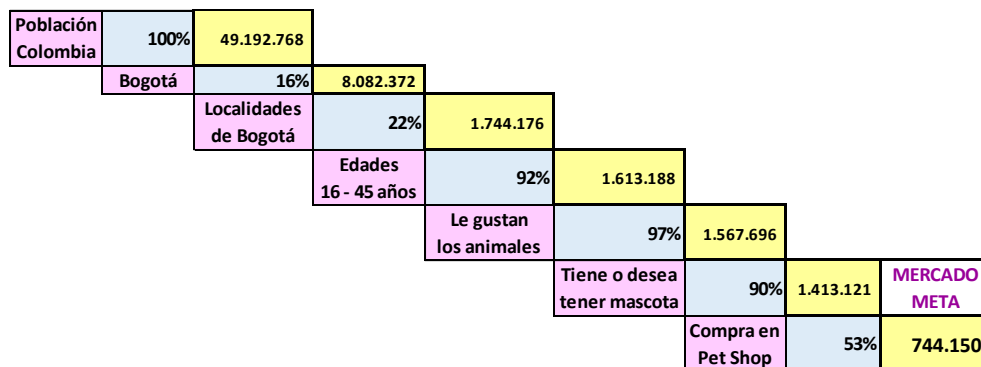 Población
Colombia
100%
49.192.768
Bogotá
16%
8.082.372
Localidades
de Bogotá
22%
1.744.176
Edades
16 - 45 años
92%
1.613.188
Le gustan
los animales
97%
1.567.696
Tiene o desea
tener mascota
90%
1.413.121
MERCADO
META
Compra en
Pet Shop
53%
744.150